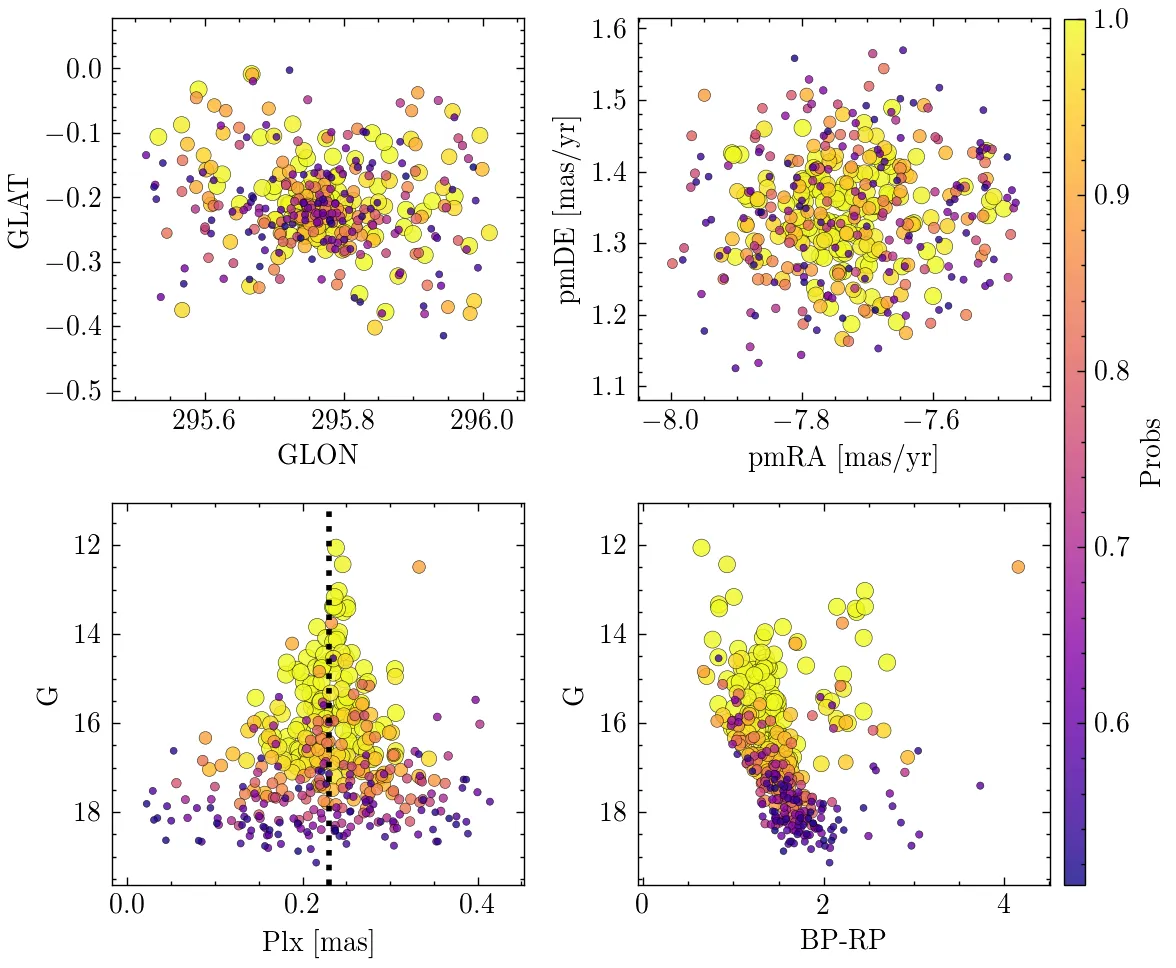 0.0
−0.1
−0.2
−0.3
−0.4
−0.5
GLAT
295.6 295.8 296.0
GLON
1.6
1.5
1.4
1.3
1.2
1.1
pmDE [mas/yr]
−8.0 −7.8 −7.6
pmRA [mas/yr]
12
14
16
18
G
0.0 0.2 0.4
Plx [mas]
12
14
16
18
G
0 2 4
BP-RP
1.0
0.9
0.8
0.7
0.6
Probs